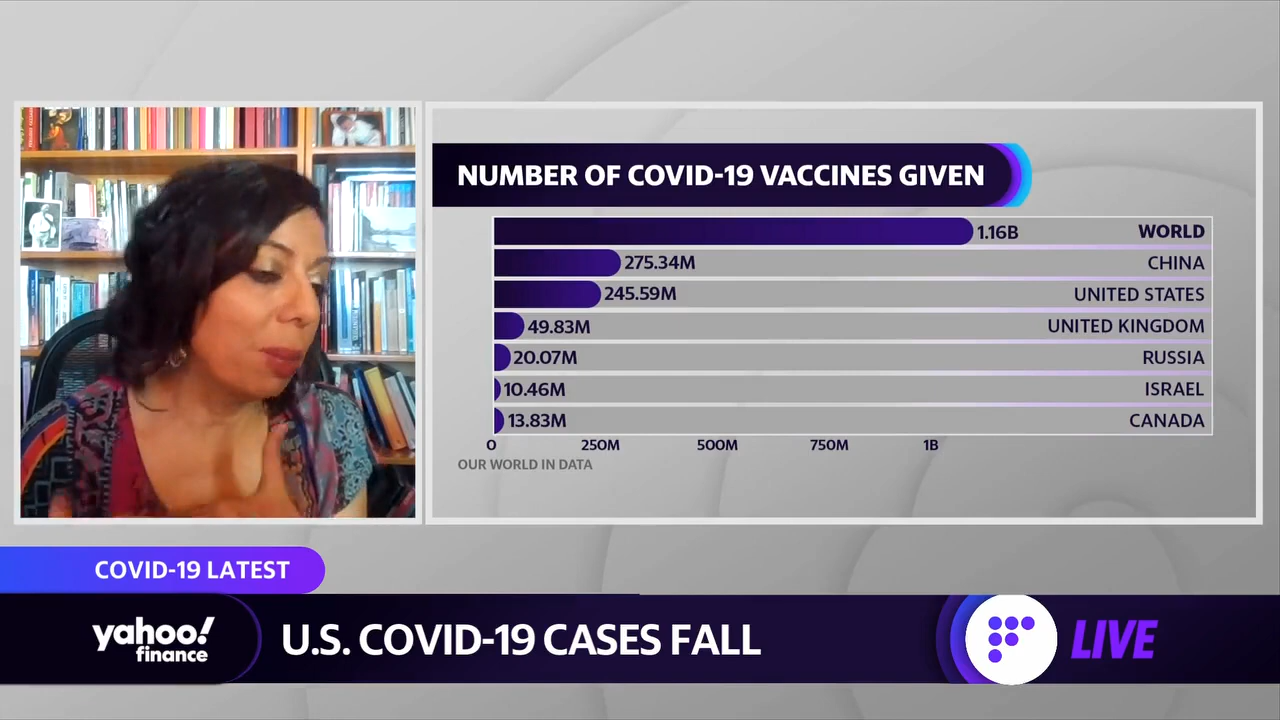 NUMBER OF COVID-19 VACCINES GIVEN
1.16B WORLD
275.34M CHINA
245.59M UNITED STATES
49.83M UNITED KINGDOM
20.07M RUSSIA
10.46M ISRAEL
13.83M CANADA
0 250M 500M 750M 1B
OUR WORLD IN DATA
COVID-19 LATEST
yahoo!
finance
U.S. COVID-19 CASES FALL
LIVE